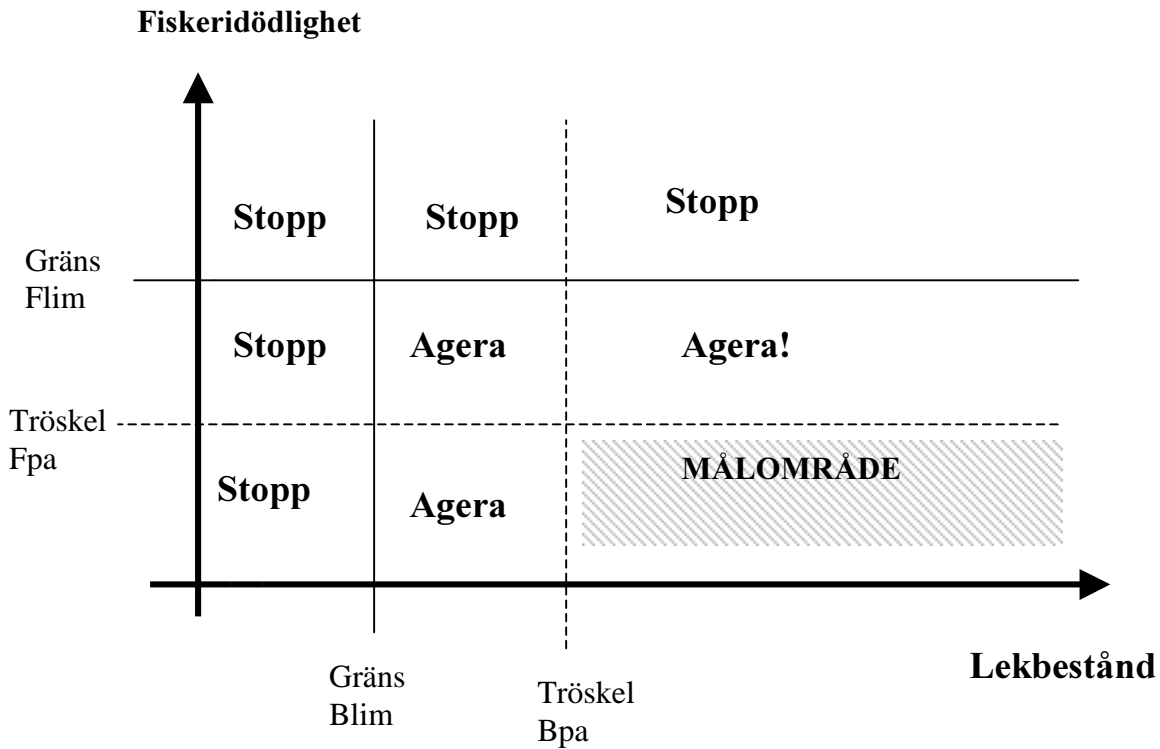 Fiskeridödlighet
Stopp
Stopp
Stopp
Gräns
Flim
Stopp
Agera
Agera!
Tröskel
Fpa
Stopp
Agera
MÅLOMRÅDE
Gräns
Blim
Tröskel
Bpa
Lekbestånd